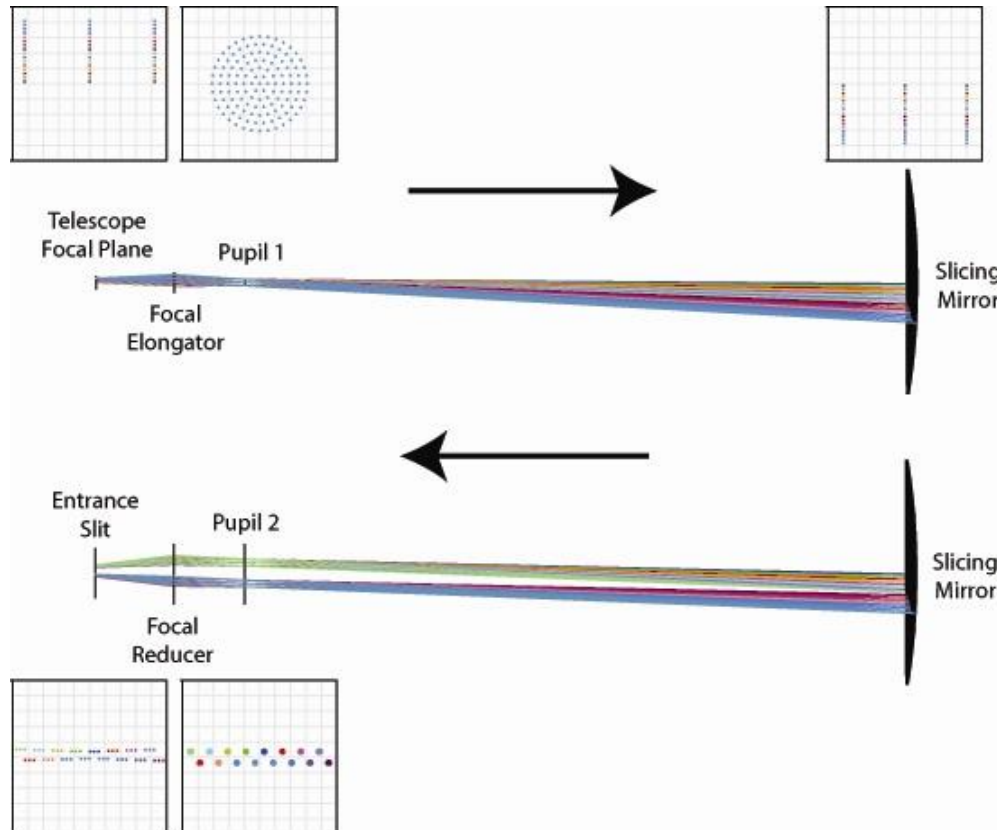 Telescope
Focal Plane
Pupil 1
Focal
Elongator
Slicing
Mirror
Entrance
Slit
Pupil 2
Focal
Reducer
Slicing
Mirror